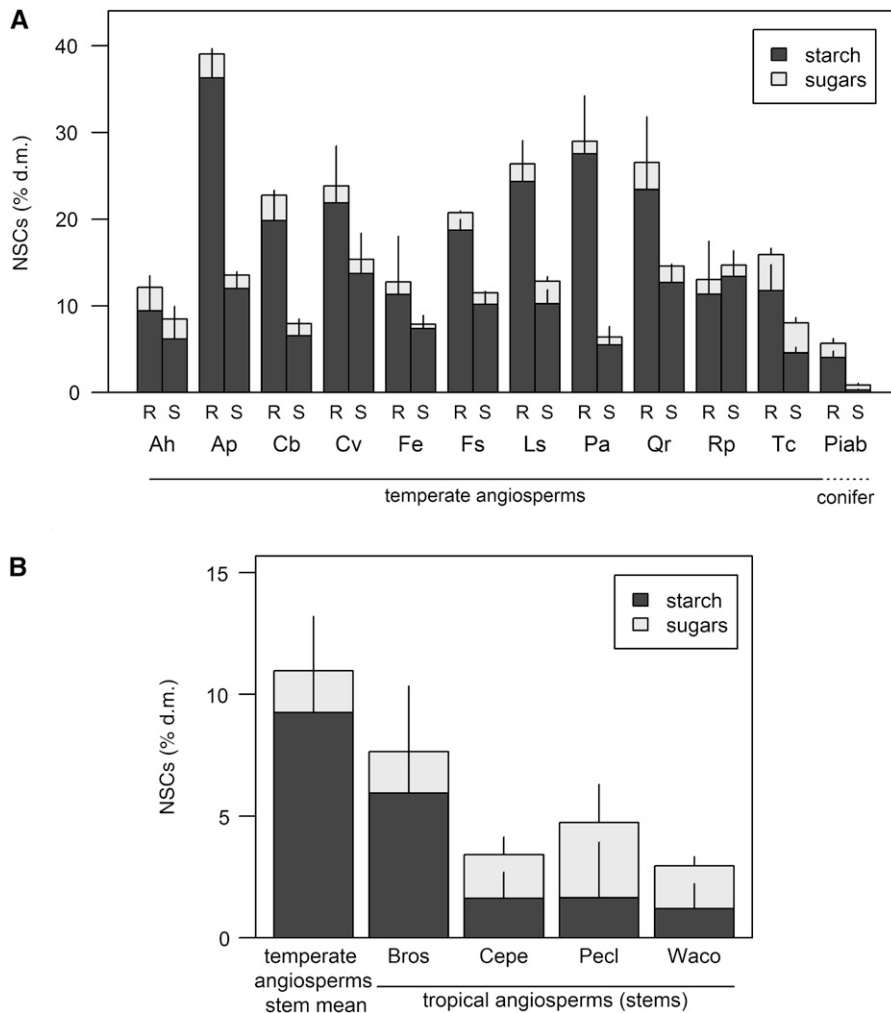 A
NSCs (% d.m.)
40
30
20
10
0
starch
sugars
R S R S R S R S R S R S R S R S R S R S R S R S
Ah Ap Cb Cv Fe Fs Ls Pa Qr Rp Tc Piab
temperate angiosperms conifer
B
NSCs (% d.m.)
15
10
5
0
starch
sugars
temperate Bros Cepe Pecl Waco
angiosperms
stem mean tropical angiosperms (stems)